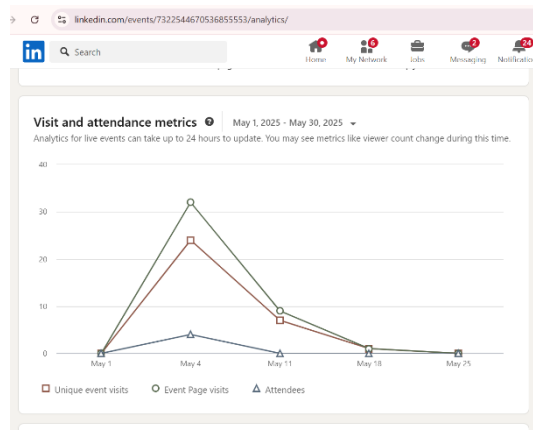 linkedin.com/events/7322544670536855553/analytics/
in Search
6 2 24
Home My Network Jobs Messaging Notificatio
Visit and attendance metrics ? May 1, 2025 - May 30, 2025
Analytics for live events can take up to 24 hours to update. You may see metrics like viewer count change during this time.
40
30
20
10
0
May 1 May 4 May 11 May 18 May 25
Unique event visits Event Page visits Attendees